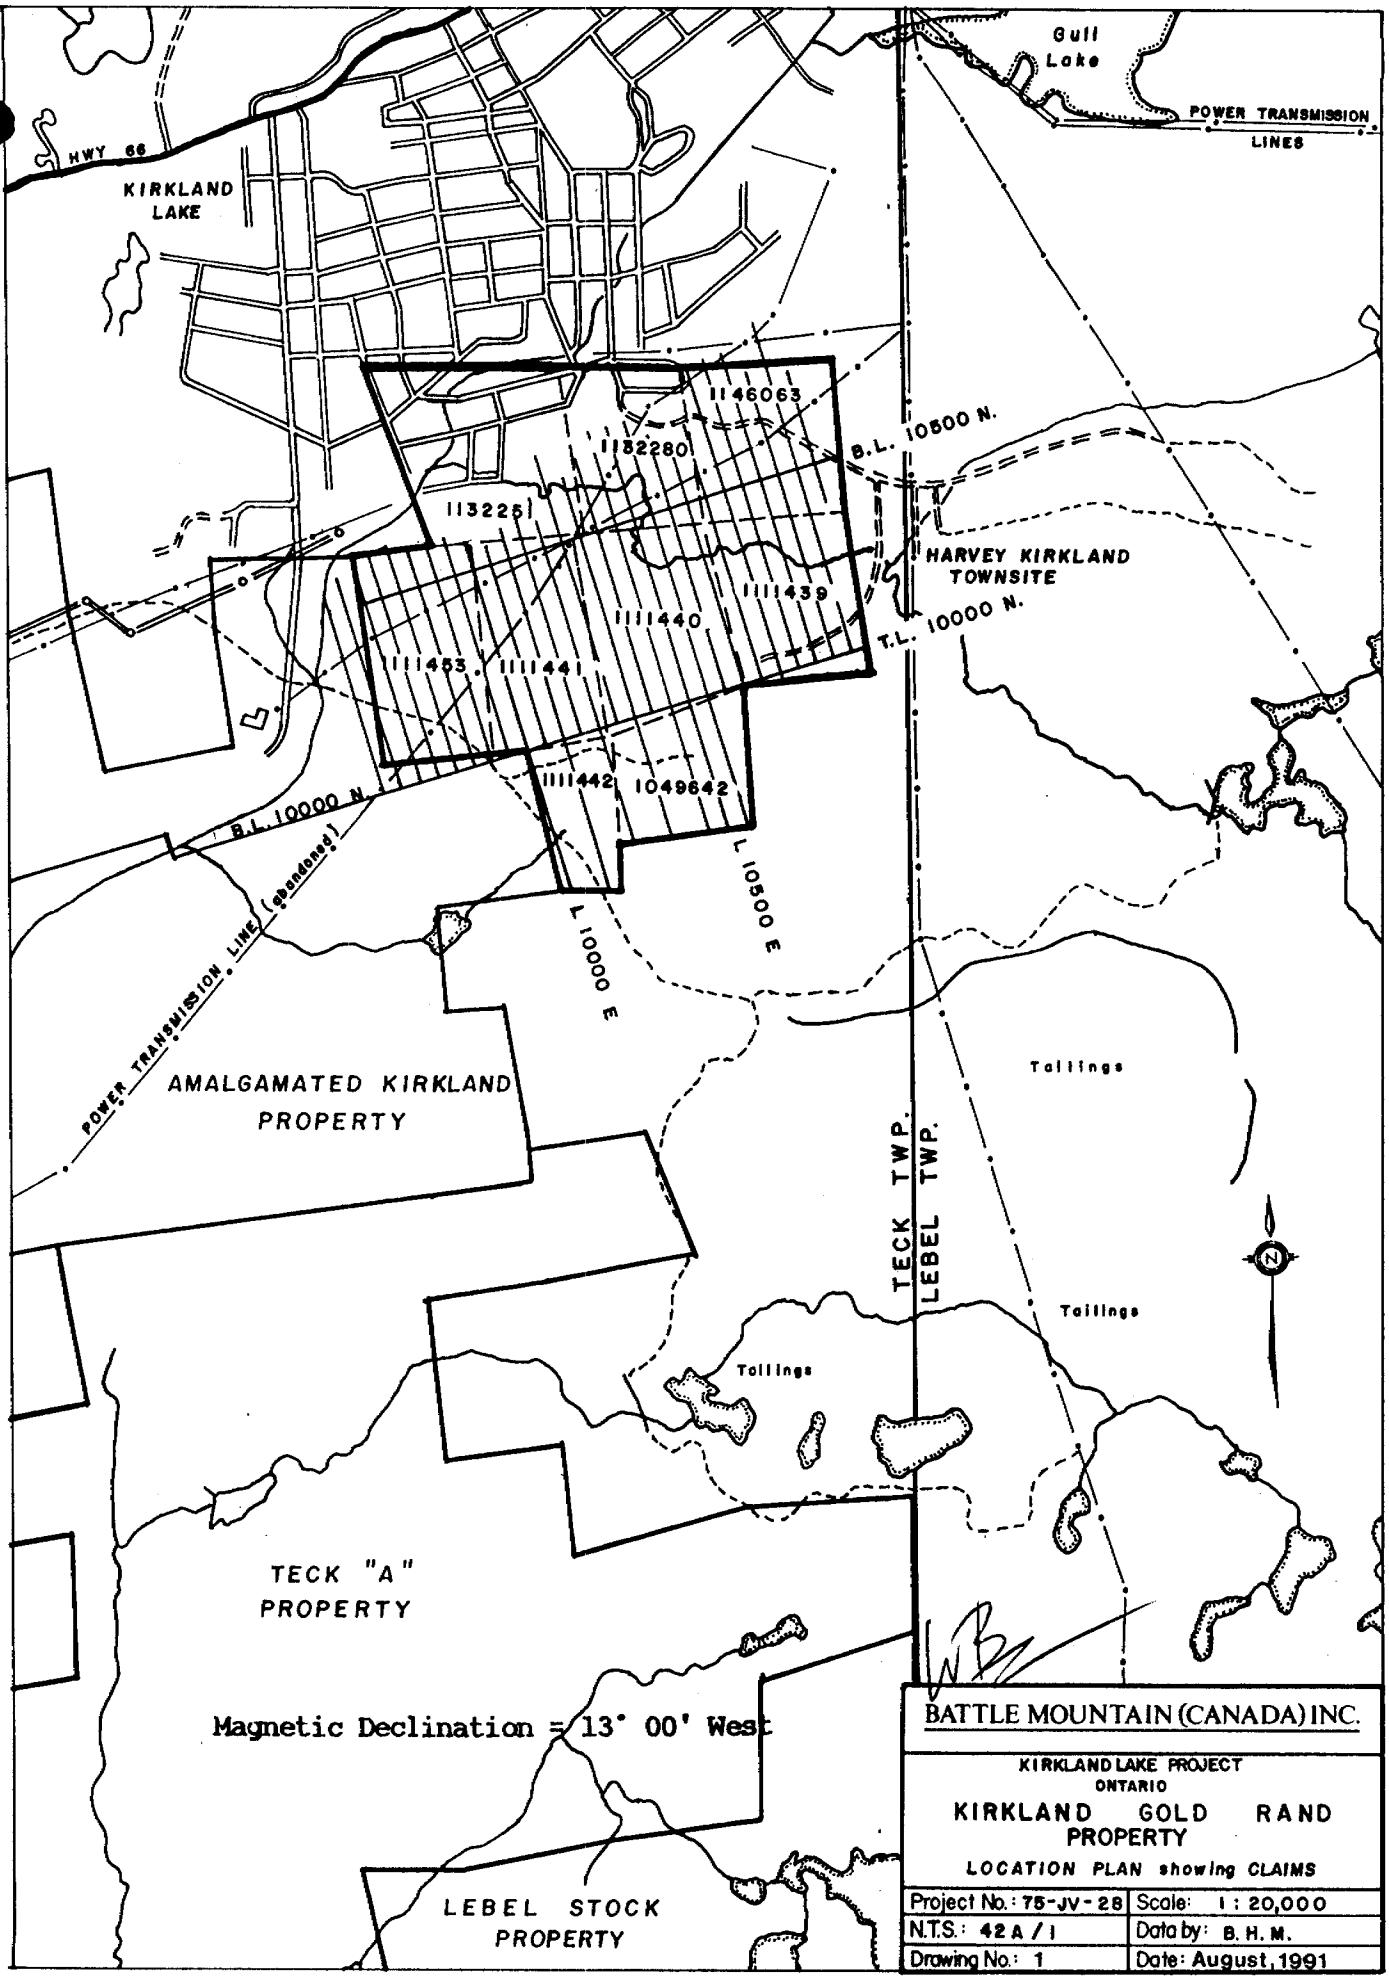 Gull
Lake
POWER TRANSMISSION
LINES
HWY 66
KIRKLAND
LAKE
1146063
B.L. 10500 N.
1132280
113225
HARVEY KIRKLAND
TOWNSITE
1111439
T.L. 10000 N.
1111440
1111453
1111441
1111442
1049642
B.L. 10000 N.
L 10500 E
L 10000 E
POWER TRANSMISSION LINE (abandoned)
Tailings
AMALGAMATED KIRKLAND
PROPERTY
TECK TWP.
LEBEL TWP.
N
Tailings
Tailings
TECK "A"
PROPERTY
WB
Magnetic Declination = 13° 00' West
LEBEL STOCK
PROPERTY
BATTLE MOUNTAIN (CANADA) INC.
KIRKLAND LAKE PROJECT
ONTARIO
KIRKLAND GOLD RAND
PROPERTY
LOCATION PLAN showing CLAIMS
Project No.: 75-JV-28 Scale: 1 : 20,000
N.T.S.: 42 A / 1 Data by: B. H. M.
Drawing No.: 1 Date: August, 1991